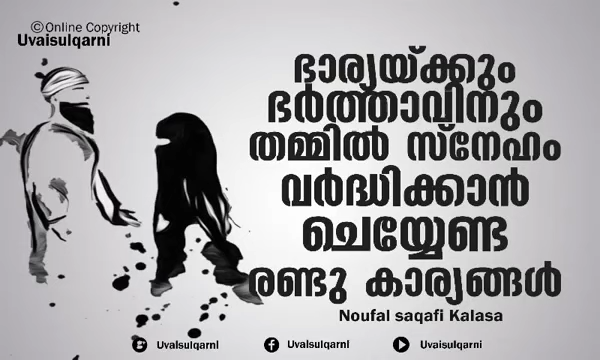 ©Online Copyright
Uvaisulqarni
ഭാര്യയ്ക്കും
ഭർത്താവിനും
തമ്മിൽ സ്നേഹം
വർദ്ധിക്കാൻ
ചെയ്യേണ്ട
രണ്ടു കാര്യങ്ങൾ
Noufal saqafi Kalasa
Uvaisulqarni Uvaisulqarni Uvaisulqarni